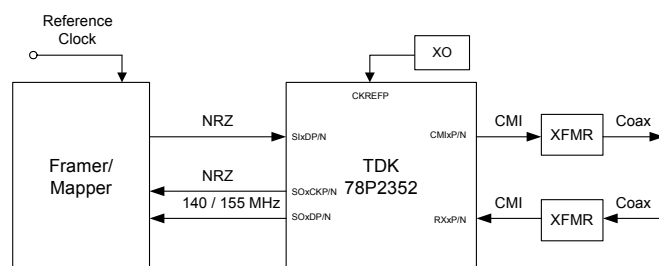 Reference
Clock
XO
CKREFP
NRZ
SIxDP/N
CMIxP/N
CMI
XFMR
Coax
Framer/
Mapper
TDK
78P2352
NRZ
SOxCKP/N
140 / 155 MHz
SOxDP/N
RXxP/N
CMI
XFMR
Coax